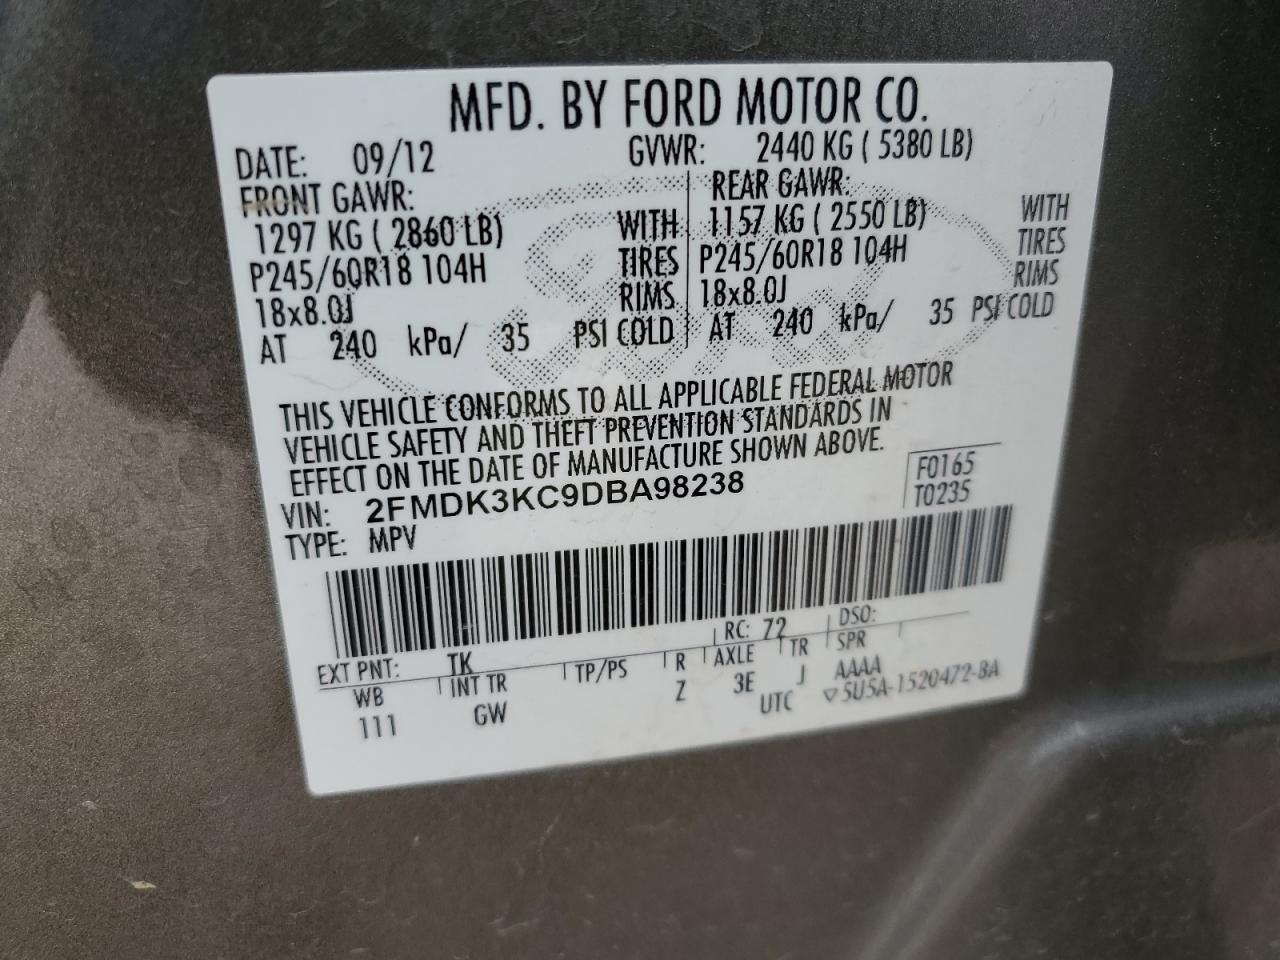 MFD. BY FORD MOTOR CO.
DATE: 09/12 GVWR: 2440 KG ( 5380 LB)
FRONT GAWR: REAR GAWR:
1297 KG ( 2860 LB) WITH 1157 KG ( 2550 LB) WITH
P245/60R18 104H TIRES P245/60R18 104H TIRES
18x8.0J RIMS 18x8.0J RIMS
AT 240 kPa/ 35 PSI COLD AT 240 kPa/ 35 PSI COLD
THIS VEHICLE CONFORMS TO ALL APPLICABLE FEDERAL MOTOR
VEHICLE SAFETY AND THEFT PREVENTION STANDARDS IN
EFFECT ON THE DATE OF MANUFACTURE SHOWN ABOVE.
VIN: 2FMDK3KC9DBA98238 F0165
TYPE: MPV T0235
EXT PNT: TK RC: 72 DSO:
WB INT TR TP/PS R AXLE TR SPR
111 GW Z 3E J AAAA
UTC ▽5U5A-1520472-BA